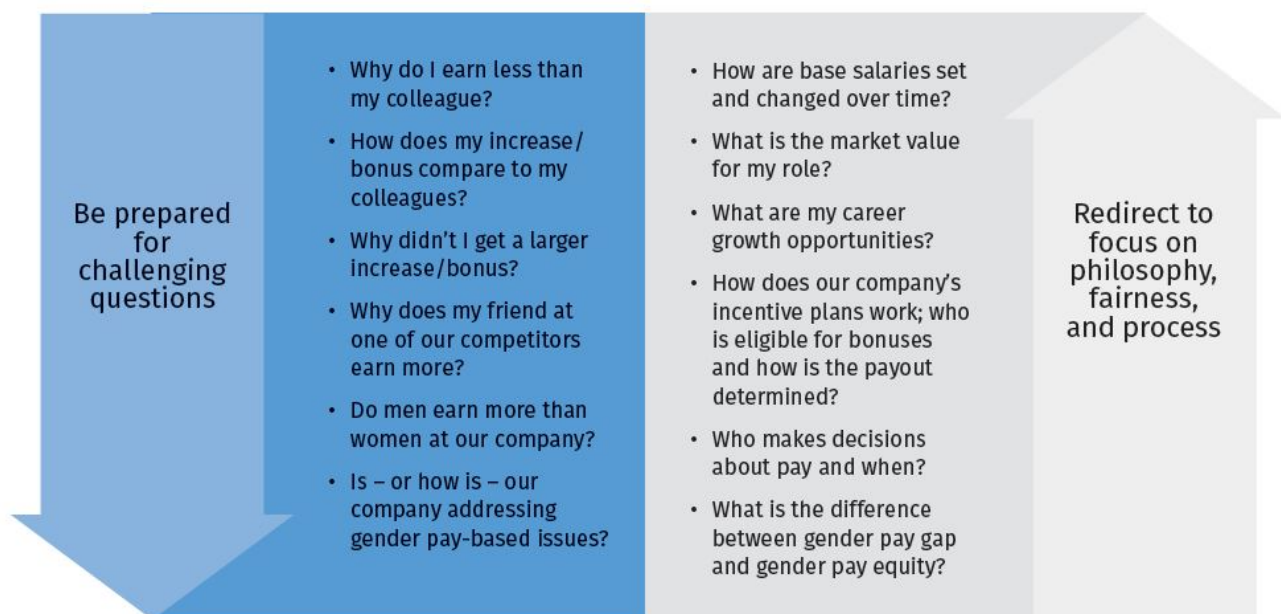 Be prepared
for
challenging
questions
• Why do I earn less than
my colleague?
• How does my increase/
bonus compare to my
colleagues?
• Why didn’t I get a larger
increase/bonus?
• Why does my friend at
one of our competitors
earn more?
• Do men earn more than
women at our company?
• Is – or how is – our
company addressing
gender pay-based issues?
• How are base salaries set
and changed over time?
• What is the market value
for my role?
• What are my career
growth opportunities?
• How does our company’s
incentive plans work; who
is eligible for bonuses
and how is the payout
determined?
• Who makes decisions
about pay and when?
• What is the difference
between gender pay gap
and gender pay equity?
Redirect to
focus on
philosophy,
fairness,
and process